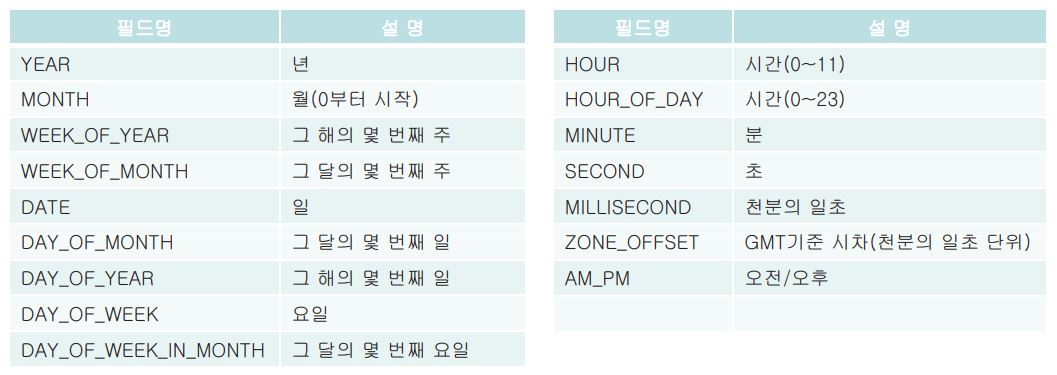 필드명 설 명
YEAR 년
MONTH 월(0부터 시작)
WEEK_OF_YEAR 그 해의 몇 번째 주
WEEK_OF_MONTH 그 달의 몇 번째 주
DATE 일
DAY_OF_MONTH 그 달의 몇 번째 일
DAY_OF_YEAR 그 해의 몇 번째 일
DAY_OF_WEEK 요일
DAY_OF_WEEK_IN_MONTH 그 달의 몇 번째 요일
필드명 설 명
HOUR 시간(0~11)
HOUR_OF_DAY 시간(0~23)
MINUTE 분
SECOND 초
MILLISECOND 천분의 일초
ZONE_OFFSET GMT기준 시차(천분의 일초 단위)
AM_PM 오전/오후